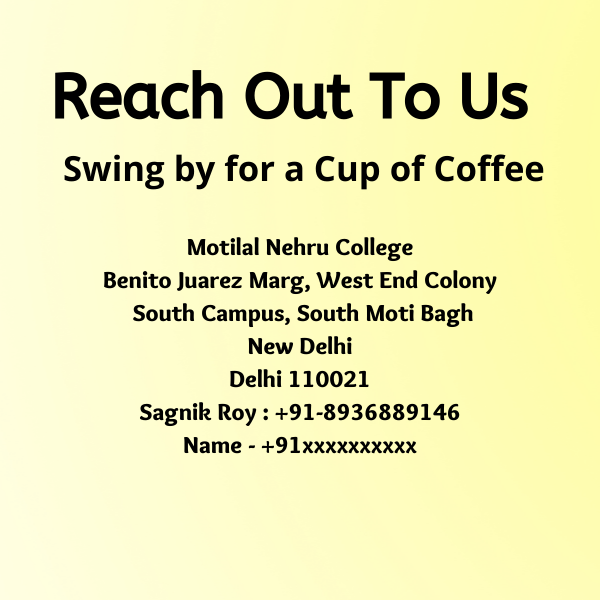 Reach Out To Us
Swing by for a Cup of Coffee
Motilal Nehru College
Benito Juarez Marg, West End Colony
South Campus, South Moti Bagh
New Delhi
Delhi 110021
Sagnik Roy : +91-8936889146
Name - +91xxxxxxxxxx